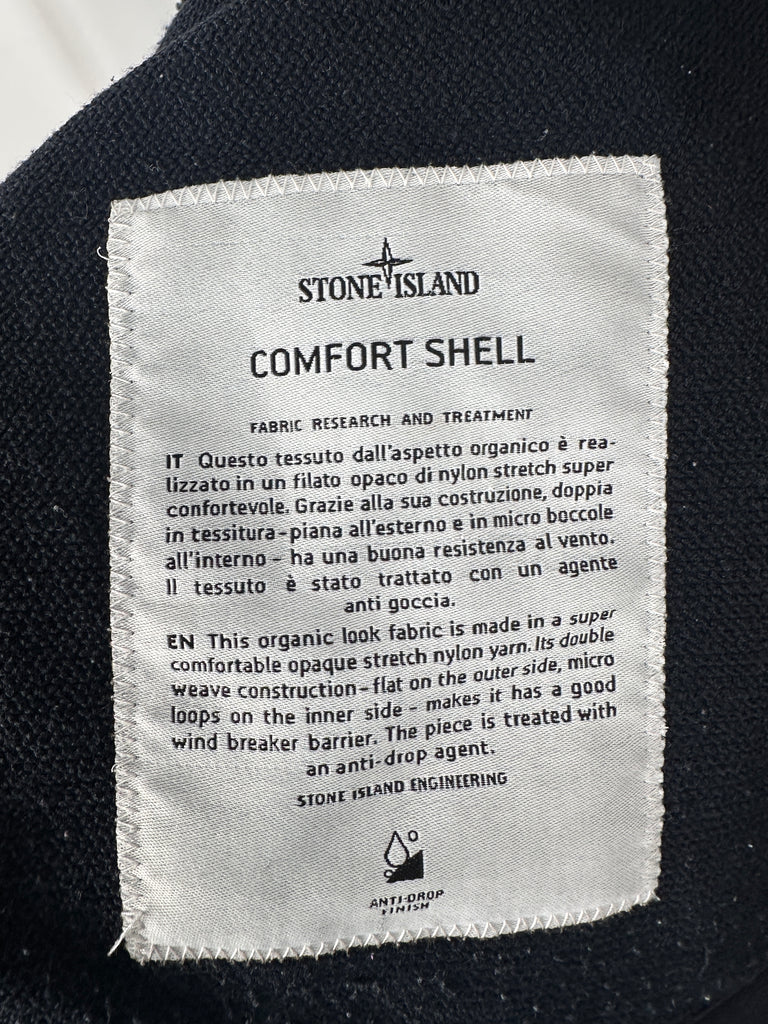 STONE ISLAND
COMFORT SHELL
FABRIC RESEARCH AND TREATMENT
IT Questo tessuto dall'aspetto organico è rea-
lizzato in un filato opaco di nylon stretch super
confortevole. Grazie alla sua costruzione, doppia
in tessitura - piana all'esterno e in micro boccole
all'interno - ha una buona resistenza al vento.
Il tessuto è stato trattato con un agente
anti goccia.
EN This organic look fabric is made in a super
comfortable opaque stretch nylon yarn. Its double
weave construction - flat on the outer side, micro
loops on the inner side - makes it has a good
wind breaker barrier. The piece is treated with
an anti-drop agent.
STONE ISLAND ENGINEERING
ANTI-DROP
FINISH